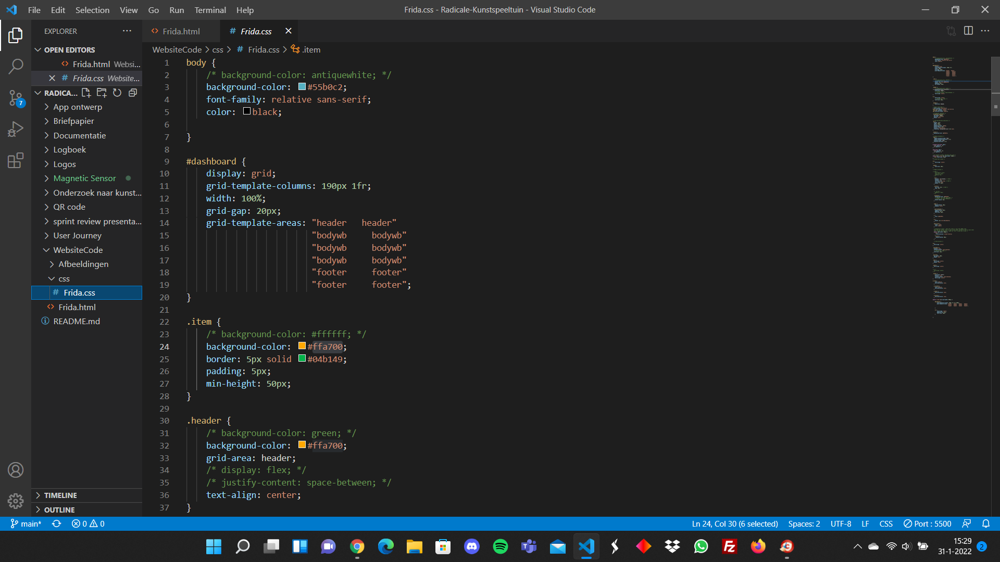 File Edit Selection View Go Run Terminal Help
Frida.css - Radicale-Kunstspeeltuin - Visual Studio Code
EXPLORER
Frida.html
# Frida.css
OPEN EDITORS
Frida.html Websi...
# Frida.css Website...
RADICA...
App ontwerp
Briefpapier
Documentatie
Logboek
Logos
Magnetic Sensor
Onderzoek naar kunst...
QR code
sprint review presenta...
User Journey
WebsiteCode
Afbeeldingen
css
# Frida.css
Frida.html
README.md
TIMELINE
OUTLINE
7
WebsiteCode > css > # Frida.css > .item
1 body {
2 /* background-color: antiquewhite; */
3 background-color: #55b0c2;
4 font-family: relative sans-serif;
5 color: black;
6
7 }
8
9 #dashboard {
10 display: grid;
11 grid-template-columns: 190px 1fr;
12 width: 100%;
13 grid-gap: 20px;
14 grid-template-areas: "header header"
15 "bodywb bodywb"
16 "bodywb bodywb"
17 "bodywb bodywb"
18 "footer footer"
19 "footer footer";
20 }
21
22 .item {
23 /* background-color: #ffffff; */
24 background-color: #ffa700;
25 border: 5px solid #04b149;
26 padding: 5px;
27 min-height: 50px;
28 }
29
30 .header {
31 /* background-color: green; */
32 background-color: #ffa700;
33 grid-area: header;
34 /* display: flex; */
35 /* justify-content: space-between; */
36 text-align: center;
37 }
main* 0 0
Ln 24, Col 30 (6 selected) Spaces: 2 UTF-8 LF CSS Port : 5500
15:29
31-1-2022
2